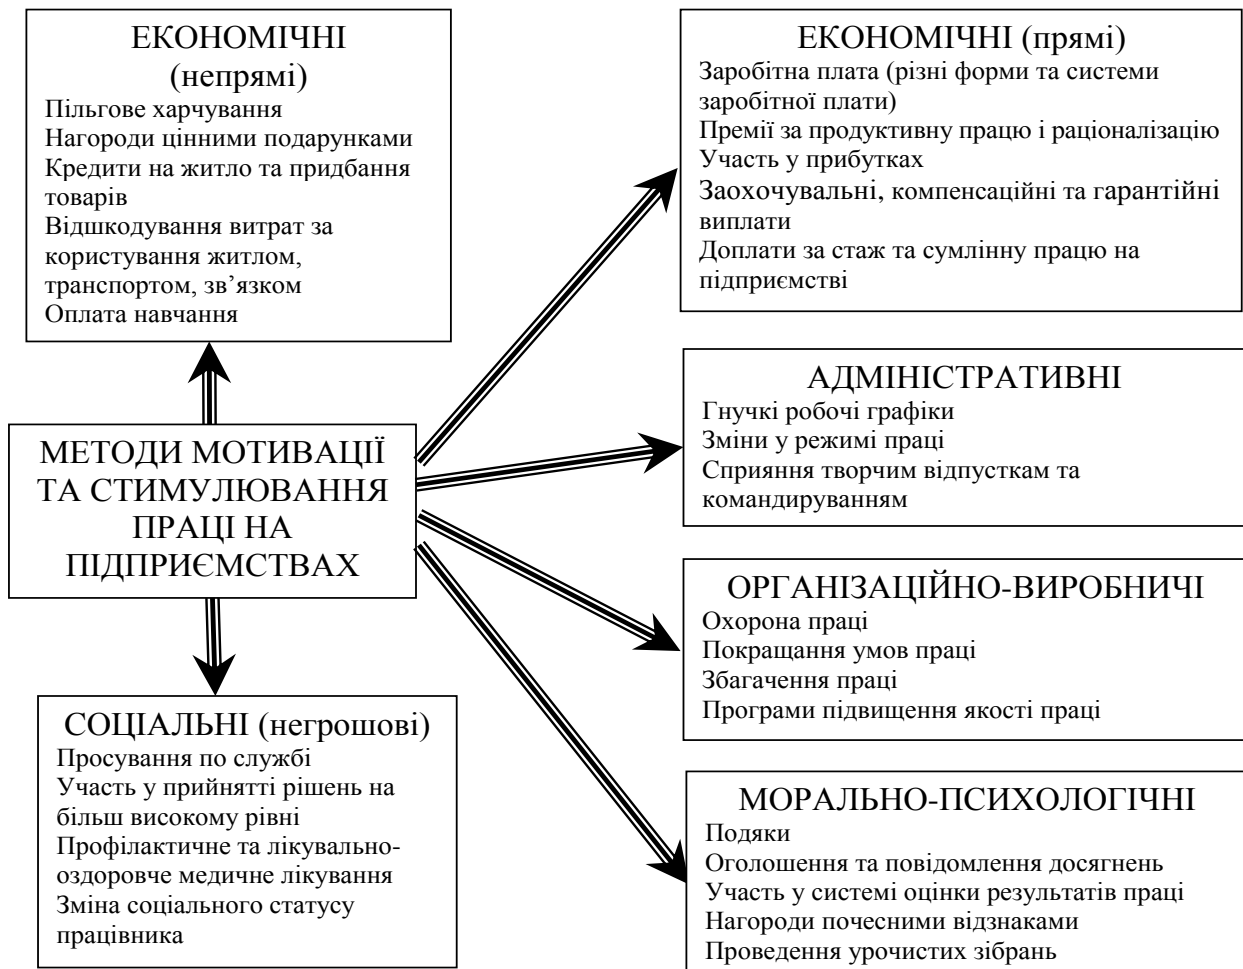 ЕКОНОМІЧНІ
(непрямі)
Пільгове харчування
Нагороди цінними подарунками
Кредити на житло та придбання
товарів
Відшкодування витрат за
користування житлом,
транспортом, зв’язком
Оплата навчання
ЕКОНОМІЧНІ (прямі)
Заробітна плата (різні форми та системи
заробітної плати)
Премії за продуктивну працю і раціоналізацію
Участь у прибутках
Заохочувальні, компенсаційні та гарантійні
виплати
Доплати за стаж та сумлінну працю на
підприємстві
МЕТОДИ МОТИВАЦІЇ
ТА СТИМУЛЮВАННЯ
ПРАЦІ НА
ПІДПРИЄМСТВАХ
АДМІНІСТРАТИВНІ
Гнучкі робочі графіки
Зміни у режимі праці
Сприяння творчим відпусткам та
командируванням
ОРГАНІЗАЦІЙНО-ВИРОБНИЧІ
Охорона праці
Покращання умов праці
Збагачення праці
Програми підвищення якості праці
СОЦІАЛЬНІ (негрошові)
Просування по службі
Участь у прийнятті рішень на
більш високому рівні
Профілактичне та лікувально-
оздоровче медичне лікування
Зміна соціального статусу
працівника
МОРАЛЬНО-ПСИХОЛОГІЧНІ
Подяки
Оголошення та повідомлення досягнень
Участь у системі оцінки результатів праці
Нагороди почесними відзнаками
Проведення урочистих зібрань